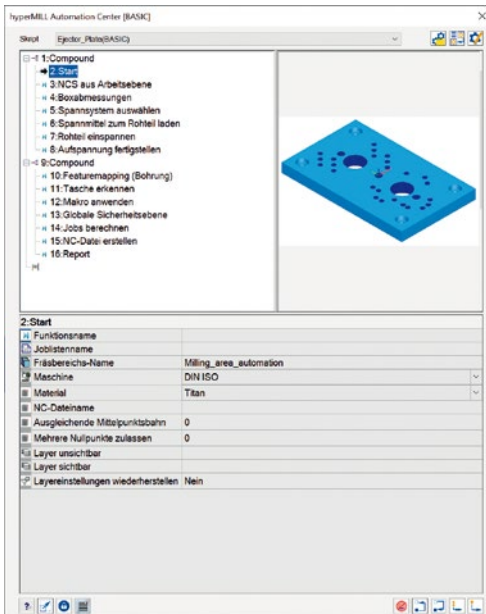 hyperMILL Automation Center [BASIC]
Skript Ejector_Plate(BASIC)
1:Compound
2:Start
3:NCS aus Arbeitsebene
4:Boxabmessungen
5:Spannsystem auswählen
6:Spannmittel zum Rohteil laden
7:Rohteil einspannen
8:Aufspannung fertigstellen
9:Compound
10:Featuremapping (Bohrung)
11:Tasche erkennen
12:Makro anwenden
13:Globale Sicherheitsebene
14:Jobs berechnen
15:NC-Datei erstellen
16:Report
2:Start
Funktionsname
Joblistenname
Fräsbereichs-Name Milling_area_automation
Maschine DIN ISO
Material Titan
NC-Dateiname
Ausgleichende Mittelpunktsbahn 0
Mehrere Nullpunkte zulassen 0
Layer unsichtbar
Layer sichtbar
Layereinstellungen wiederherstellen Nein